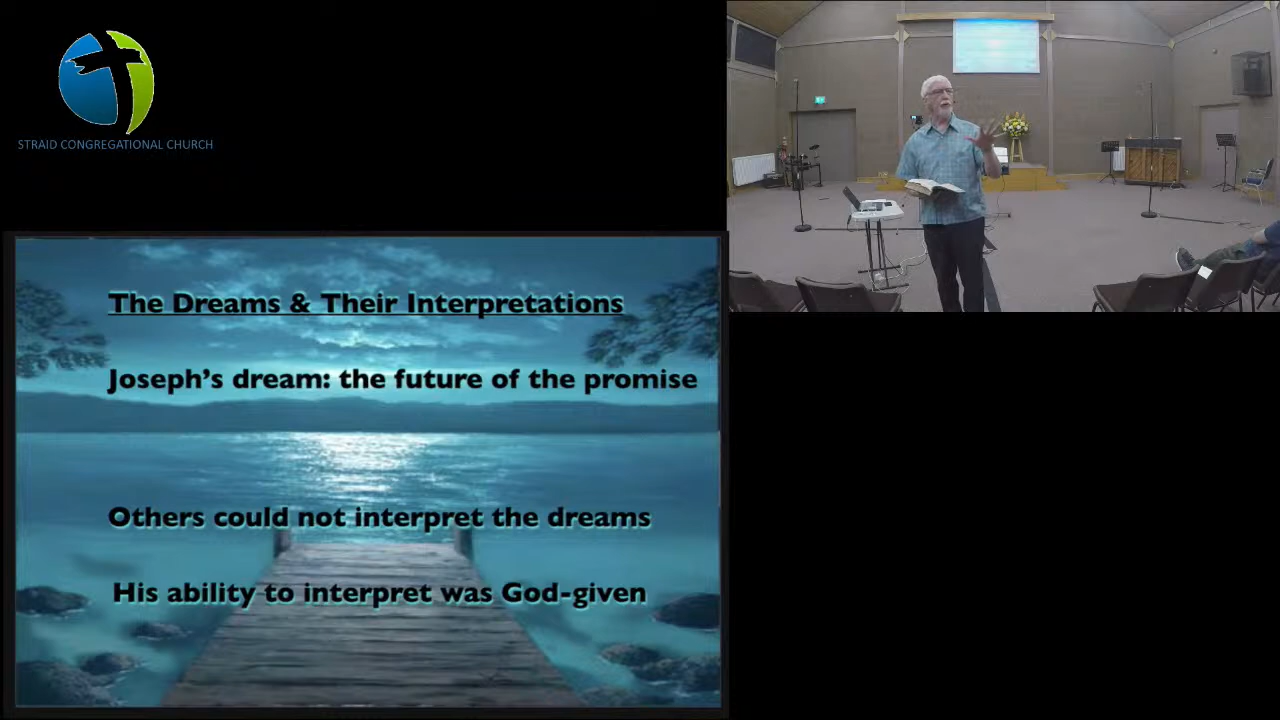 STRAID CONGREGATIONAL CHURCH
The Dreams & Their Interpretations
Joseph's dream: the future of the promise
Others could not interpret the dreams
His ability to interpret was God-given